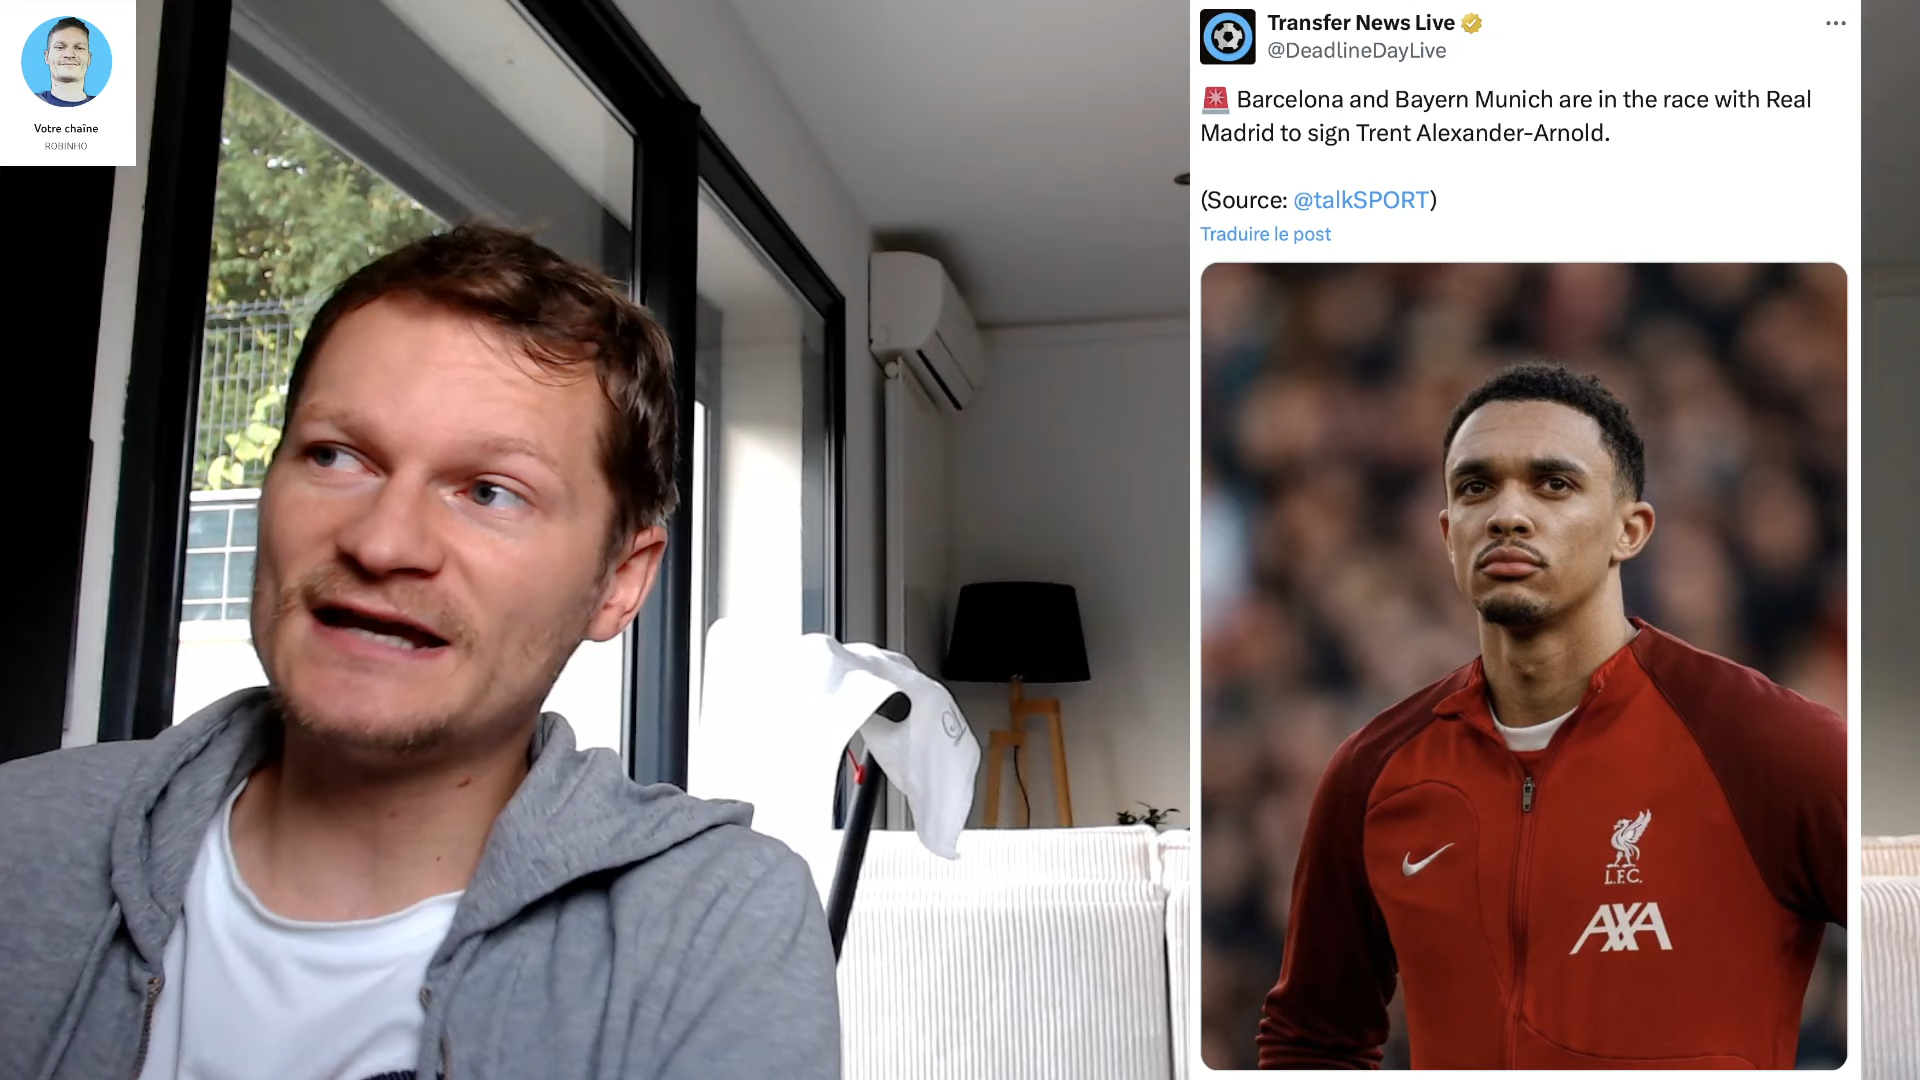 Votre chaîne
ROBINHO
Transfer News Live
@DeadlineDayLive
🚨 Barcelona and Bayern Munich are in the race with Real
Madrid to sign Trent Alexander-Arnold.
(Source: @talkSPORT)
Traduire le post
L.F.C.
AXA